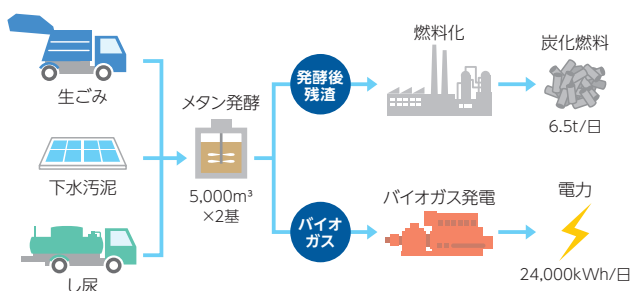 生ごみ
下水汚泥
し尿
メタン発酵
5,000m³
×2基
発酵後
残渣
燃料化
炭化燃料
6.5t/日
バイオ
ガス
バイオガス発電
電力
24,000kWh/日